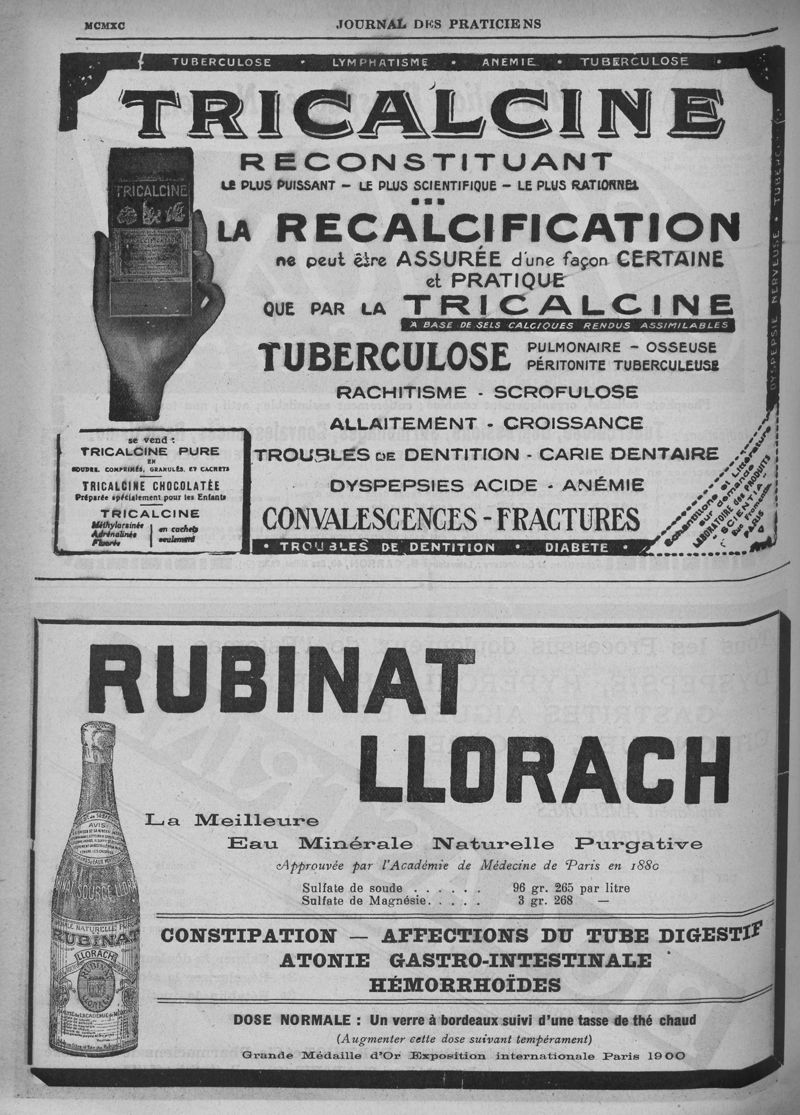 MCMXC
JOURNAL DES PRATICIENS
TUBERCULOSE • LYMPHATISME • ANEMIE • TUBERCULOSE •
TRICALCINE
RECONSTITUANT
LE PLUS PUISSANT – LE PLUS SCIENTIFIQUE – LE PLUS RATIONNEL
TRICALCINE
LA RECALCIFICATION
ne peut être ASSURÉE d'une façon CERTAINE
et PRATIQUE
QUE PAR LA TRICALCINE
A BASE DE SELS CALCIQUES RENDUS ASSIMILABLES
TUBERCULOSE PULMONAIRE – OSSEUSE
PÉRITONITE TUBERCULEUSE
RACHITISME - SCROFULOSE
ALLAITEMENT - CROISSANCE
TROUBLES DE DENTITION - CARIE DENTAIRE
DYSPEPSIES ACIDE - ANÉMIE
CONVALESCENCES - FRACTURES
• TROUBLES DE DENTITION • DIABÈTE •
DYSPEPSIE NERVEUSE • TUBERC
se vend :
TRICALCINE PURE
EN
POUDRE, COMPRIMÉS, GRANULÉS, ET CACHETS
TRICALCINE CHOCOLATÉE
Préparée spécialement pour les Enfants
TRICALCINE
Méthylarsinée
Adrénalinée
Fluorée
en cachets
seulement
Échantillons et Littérature
sur demande
LABORATOIRE des PRODUITS
"SCIENTIA"
Rue Fromentin
PARIS
RUBINAT
LLORACH
La Meilleure
Eau Minérale Naturelle Purgative
Approuvée par l'Académie de Médecine de Paris en 1880
Sulfate de soude . . . . . . 96 gr. 265 par litre
Sulfate de Magnésie. . . . . 3 gr. 268 —
AVIS
SOURCE LLOR
RUBINAT
RUBINAT
LLORACH
CONSTIPATION — AFFECTIONS DU TUBE DIGESTIF
ATONIE GASTRO-INTESTINALE
HÉMORRHOÏDES
DOSE NORMALE : Un verre à bordeaux suivi d'une tasse de thé chaud
(Augmenter cette dose suivant tempérament)
Grande Médaille d'Or Exposition internationale Paris 1900